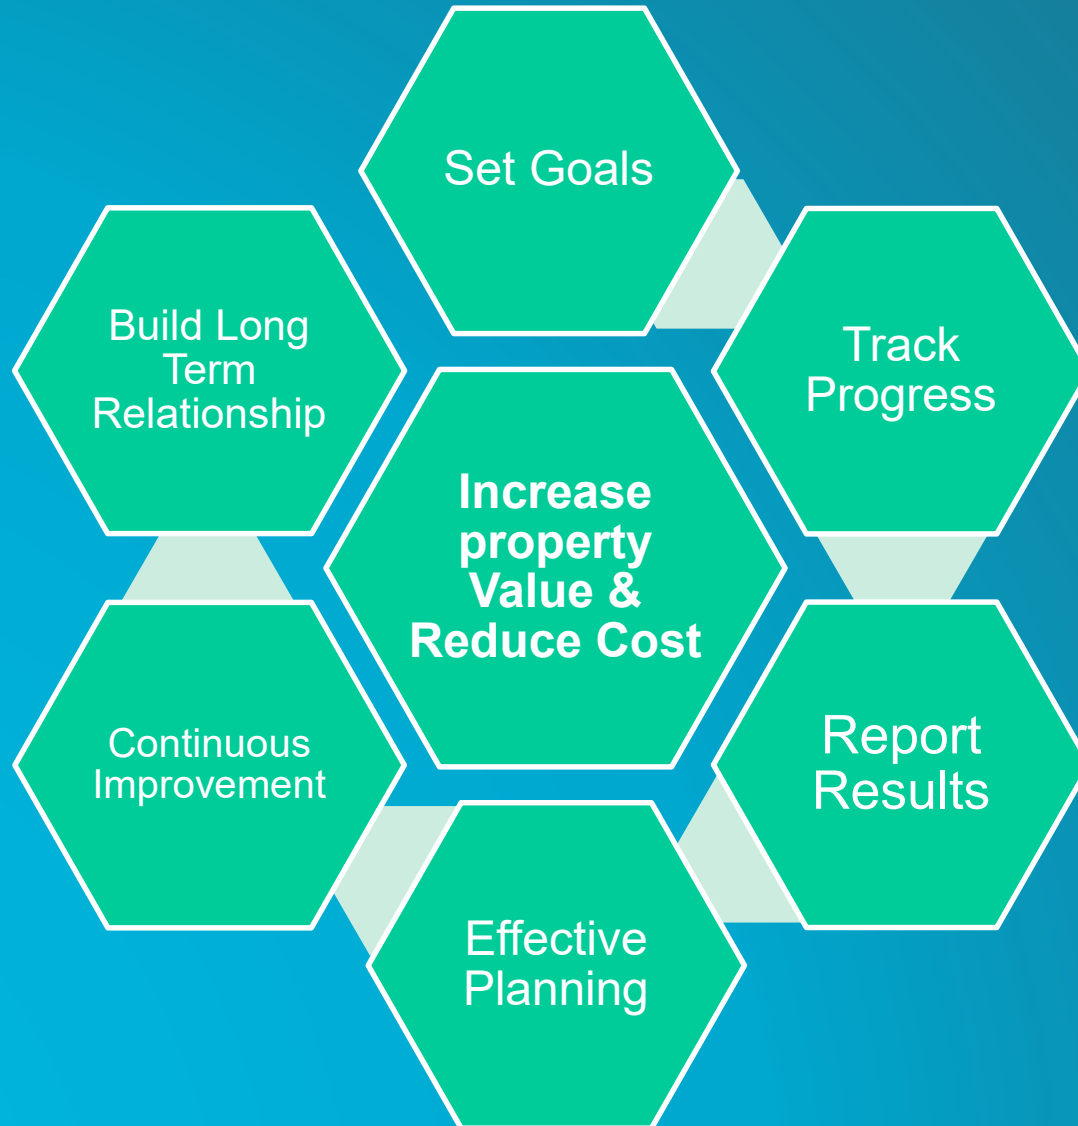 Set Goals
Track
Progress
Report
Results
Effective
Planning
Continuous
Improvement
Build Long
Term
Relationship
Increase
property
Value &
Reduce Cost